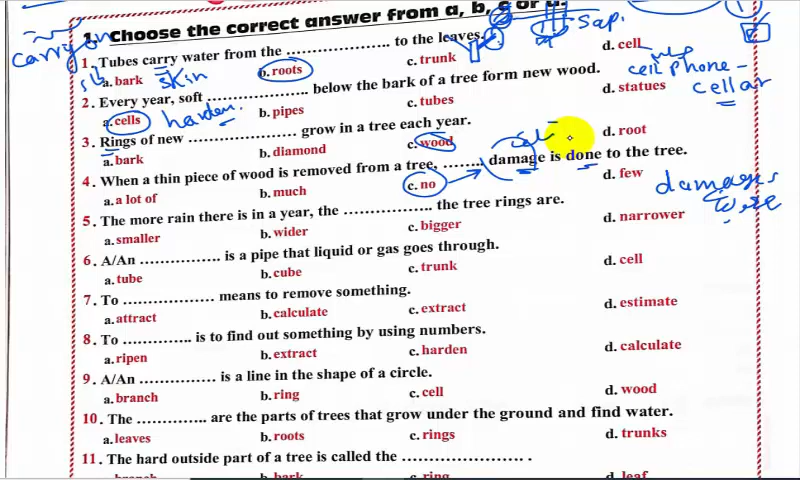 1. Choose the correct answer from a, b, c or d:
Sap.
carry on
1. Tubes carry water from the ...................... to the leaves.
a. bark
skin
b. roots
c. trunk
d. cell
cell phone -
cellar
2. Every year, soft ...................... below the bark of a tree form new wood.
a. cells
harden.
b. pipes
c. tubes
d. statues
3. Rings of new ...................... grow in a tree each year.
a. bark
b. diamond
c. wood
d. root
4. When a thin piece of wood is removed from a tree, ........ damage is done to the tree.
a. a lot of
b. much
c. no
d. few
damages
5. The more rain there is in a year, the .................. the tree rings are.
a. smaller
b. wider
c. bigger
d. narrower
6. A/An ................ is a pipe that liquid or gas goes through.
a. tube
b. cube
c. trunk
d. cell
7. To .................. means to remove something.
a. attract
b. calculate
c. extract
d. estimate
8. To .............. is to find out something by using numbers.
a. ripen
b. extract
c. harden
d. calculate
9. A/An ................ is a line in the shape of a circle.
a. branch
b. ring
c. cell
d. wood
10. The .............. are the parts of trees that grow under the ground and find water.
a. leaves
b. roots
c. rings
d. trunks
11. The hard outside part of a tree is called the ........................ .
branch
b. bark
c. ring
d. leaf